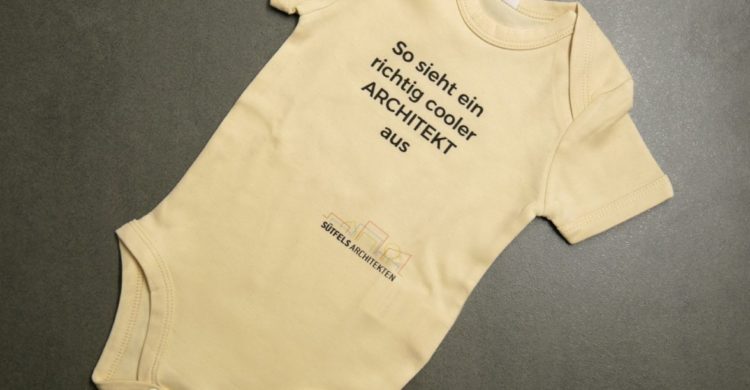 So sieht ein
richtig cooler
ARCHITEKT
aus
SÜTFELS ARCHITEKTEN